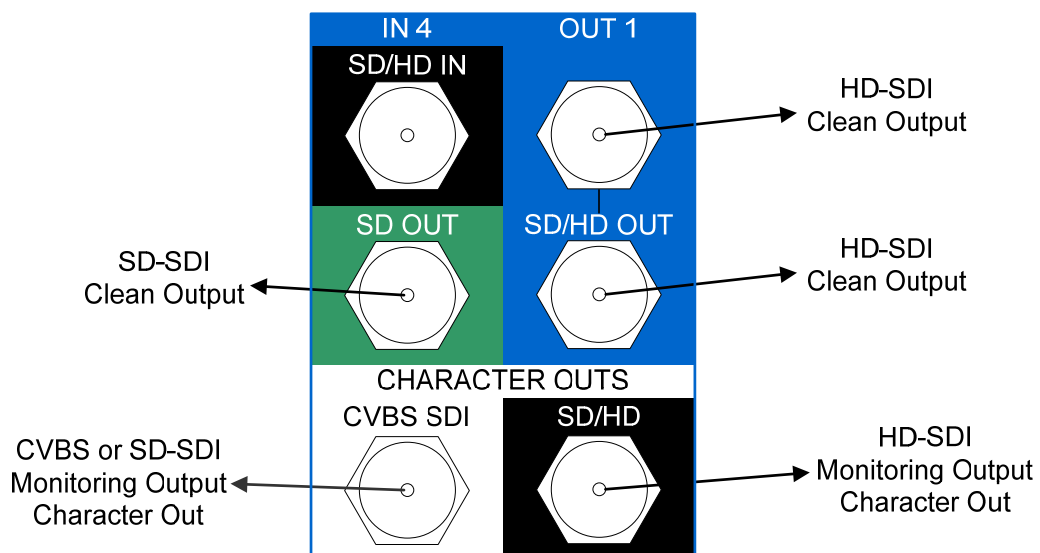 IN 4
OUT 1
SD/HD IN
HD-SDI
Clean Output
SD OUT
SD/HD OUT
SD-SDI
Clean Output
HD-SDI
Clean Output
CHARACTER OUTS
CVBS SDI
SD/HD
CVBS or SD-SDI
Monitoring Output
Character Out
HD-SDI
Monitoring Output
Character Out